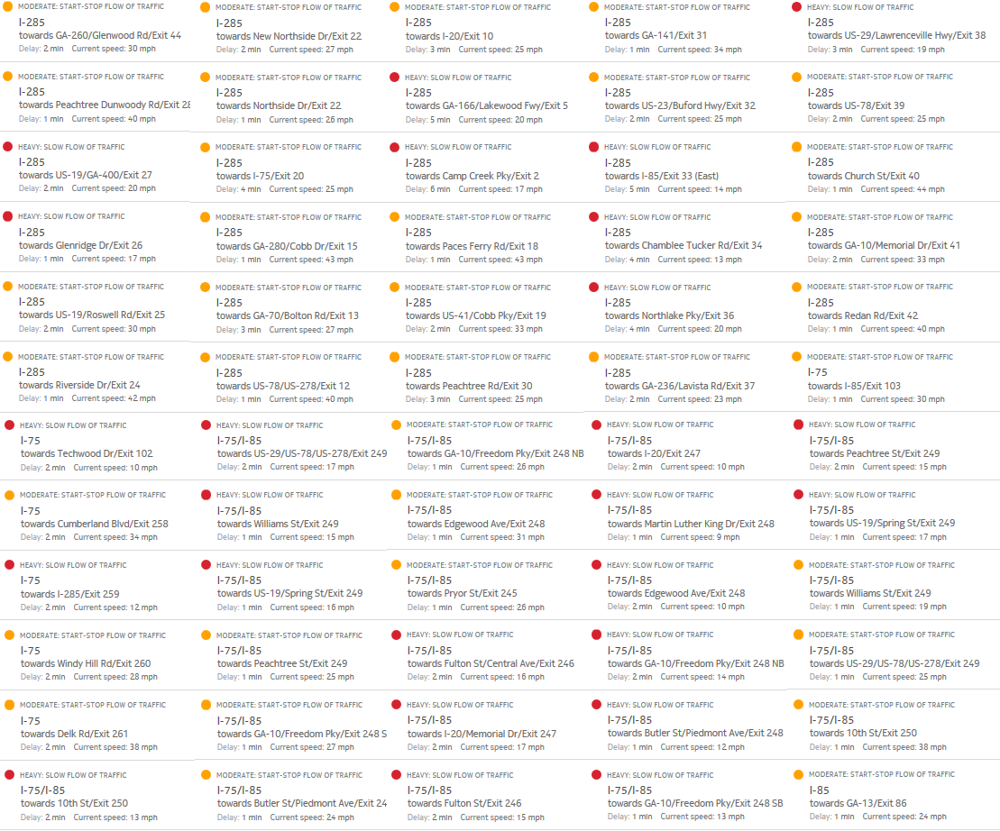 MODERATE: START-STOP FLOW OF TRAFFIC
I-285
towards GA-260/Glenwood Rd/Exit 44
Delay: 2 min Current speed: 30 mph
MODERATE: START-STOP FLOW OF TRAFFIC
I-285
towards Peachtree Dunwoody Rd/Exit 28
Delay: 1 min Current speed: 40 mph
HEAVY: SLOW FLOW OF TRAFFIC
I-285
towards US-19/GA-400/Exit 27
Delay: 2 min Current speed: 20 mph
HEAVY: SLOW FLOW OF TRAFFIC
I-285
towards Glenridge Dr/Exit 26
Delay: 1 min Current speed: 17 mph
MODERATE: START-STOP FLOW OF TRAFFIC
I-285
towards US-19/Roswell Rd/Exit 25
Delay: 2 min Current speed: 30 mph
MODERATE: START-STOP FLOW OF TRAFFIC
I-285
towards Riverside Dr/Exit 24
Delay: 1 min Current speed: 42 mph
HEAVY: SLOW FLOW OF TRAFFIC
I-75
towards Techwood Dr/Exit 102
Delay: 2 min Current speed: 10 mph
MODERATE: START-STOP FLOW OF TRAFFIC
I-75
towards Cumberland Blvd/Exit 258
Delay: 2 min Current speed: 34 mph
HEAVY: SLOW FLOW OF TRAFFIC
I-75
towards I-285/Exit 259
Delay: 2 min Current speed: 12 mph
MODERATE: START-STOP FLOW OF TRAFFIC
I-75
towards Windy Hill Rd/Exit 260
Delay: 2 min Current speed: 28 mph
MODERATE: START-STOP FLOW OF TRAFFIC
I-75
towards Delk Rd/Exit 261
Delay: 2 min Current speed: 38 mph
HEAVY: SLOW FLOW OF TRAFFIC
I-75/I-85
towards 10th St/Exit 250
Delay: 2 min Current speed: 13 mph
MODERATE: START-STOP FLOW OF TRAFFIC
I-285
towards New Northside Dr/Exit 22
Delay: 2 min Current speed: 27 mph
MODERATE: START-STOP FLOW OF TRAFFIC
I-285
towards Northside Dr/Exit 22
Delay: 1 min Current speed: 26 mph
MODERATE: START-STOP FLOW OF TRAFFIC
I-285
towards I-75/Exit 20
Delay: 4 min Current speed: 25 mph
MODERATE: START-STOP FLOW OF TRAFFIC
I-285
towards GA-280/Cobb Dr/Exit 15
Delay: 1 min Current speed: 43 mph
MODERATE: START-STOP FLOW OF TRAFFIC
I-285
towards GA-70/Bolton Rd/Exit 13
Delay: 3 min Current speed: 27 mph
MODERATE: START-STOP FLOW OF TRAFFIC
I-285
towards US-78/US-278/Exit 12
Delay: 1 min Current speed: 40 mph
HEAVY: SLOW FLOW OF TRAFFIC
I-75/I-85
towards US-29/US-78/US-278/Exit 249
Delay: 2 min Current speed: 17 mph
HEAVY: SLOW FLOW OF TRAFFIC
I-75/I-85
towards Williams St/Exit 249
Delay: 1 min Current speed: 15 mph
HEAVY: SLOW FLOW OF TRAFFIC
I-75/I-85
towards US-19/Spring St/Exit 249
Delay: 1 min Current speed: 16 mph
MODERATE: START-STOP FLOW OF TRAFFIC
I-75/I-85
towards Peachtree St/Exit 249
Delay: 1 min Current speed: 25 mph
MODERATE: START-STOP FLOW OF TRAFFIC
I-75/I-85
towards GA-10/Freedom Pky/Exit 248 S
Delay: 1 min Current speed: 27 mph
MODERATE: START-STOP FLOW OF TRAFFIC
I-75/I-85
towards Butler St/Piedmont Ave/Exit 24
Delay: 1 min Current speed: 24 mph
MODERATE: START-STOP FLOW OF TRAFFIC
I-285
towards I-20/Exit 10
Delay: 3 min Current speed: 25 mph
HEAVY: SLOW FLOW OF TRAFFIC
I-285
towards GA-166/Lakewood Fwy/Exit 5
Delay: 5 min Current speed: 20 mph
HEAVY: SLOW FLOW OF TRAFFIC
I-285
towards Camp Creek Pky/Exit 2
Delay: 6 min Current speed: 17 mph
MODERATE: START-STOP FLOW OF TRAFFIC
I-285
towards Paces Ferry Rd/Exit 18
Delay: 1 min Current speed: 43 mph
MODERATE: START-STOP FLOW OF TRAFFIC
I-285
towards US-41/Cobb Pky/Exit 19
Delay: 2 min Current speed: 33 mph
MODERATE: START-STOP FLOW OF TRAFFIC
I-285
towards Peachtree Rd/Exit 30
Delay: 3 min Current speed: 25 mph
MODERATE: START-STOP FLOW OF TRAFFIC
I-75/I-85
towards GA-10/Freedom Pky/Exit 248 NB
Delay: 1 min Current speed: 26 mph
MODERATE: START-STOP FLOW OF TRAFFIC
I-75/I-85
towards Edgewood Ave/Exit 248
Delay: 1 min Current speed: 31 mph
MODERATE: START-STOP FLOW OF TRAFFIC
I-75/I-85
towards Pryor St/Exit 245
Delay: 1 min Current speed: 26 mph
HEAVY: SLOW FLOW OF TRAFFIC
I-75/I-85
towards Fulton St/Central Ave/Exit 246
Delay: 2 min Current speed: 16 mph
HEAVY: SLOW FLOW OF TRAFFIC
I-75/I-85
towards I-20/Memorial Dr/Exit 247
Delay: 2 min Current speed: 17 mph
HEAVY: SLOW FLOW OF TRAFFIC
I-75/I-85
towards Fulton St/Exit 246
Delay: 2 min Current speed: 15 mph
MODERATE: START-STOP FLOW OF TRAFFIC
I-285
towards GA-141/Exit 31
Delay: 1 min Current speed: 34 mph
MODERATE: START-STOP FLOW OF TRAFFIC
I-285
towards US-23/Buford Hwy/Exit 32
Delay: 2 min Current speed: 25 mph
HEAVY: SLOW FLOW OF TRAFFIC
I-285
towards I-85/Exit 33 (East)
Delay: 5 min Current speed: 14 mph
HEAVY: SLOW FLOW OF TRAFFIC
I-285
towards Chamblee Tucker Rd/Exit 34
Delay: 4 min Current speed: 13 mph
HEAVY: SLOW FLOW OF TRAFFIC
I-285
towards Northlake Pky/Exit 36
Delay: 4 min Current speed: 20 mph
MODERATE: START-STOP FLOW OF TRAFFIC
I-285
towards GA-236/Lavista Rd/Exit 37
Delay: 2 min Current speed: 23 mph
HEAVY: SLOW FLOW OF TRAFFIC
I-75/I-85
towards I-20/Exit 247
Delay: 2 min Current speed: 10 mph
HEAVY: SLOW FLOW OF TRAFFIC
I-75/I-85
towards Martin Luther King Dr/Exit 248
Delay: 1 min Current speed: 9 mph
HEAVY: SLOW FLOW OF TRAFFIC
I-75/I-85
towards Edgewood Ave/Exit 248
Delay: 2 min Current speed: 10 mph
HEAVY: SLOW FLOW OF TRAFFIC
I-75/I-85
towards GA-10/Freedom Pky/Exit 248 NB
Delay: 2 min Current speed: 14 mph
HEAVY: SLOW FLOW OF TRAFFIC
I-75/I-85
towards Butler St/Piedmont Ave/Exit 248
Delay: 1 min Current speed: 12 mph
HEAVY: SLOW FLOW OF TRAFFIC
I-75/I-85
towards GA-10/Freedom Pky/Exit 248 SB
Delay: 1 min Current speed: 13 mph
HEAVY: SLOW FLOW OF TRAFFIC
I-285
towards US-29/Lawrenceville Hwy/Exit 38
Delay: 3 min Current speed: 19 mph
MODERATE: START-STOP FLOW OF TRAFFIC
I-285
towards US-78/Exit 39
Delay: 2 min Current speed: 25 mph
MODERATE: START-STOP FLOW OF TRAFFIC
I-285
towards Church St/Exit 40
Delay: 1 min Current speed: 44 mph
MODERATE: START-STOP FLOW OF TRAFFIC
I-285
towards GA-10/Memorial Dr/Exit 41
Delay: 2 min Current speed: 33 mph
MODERATE: START-STOP FLOW OF TRAFFIC
I-285
towards Redan Rd/Exit 42
Delay: 1 min Current speed: 40 mph
MODERATE: START-STOP FLOW OF TRAFFIC
I-75
towards I-85/Exit 103
Delay: 1 min Current speed: 30 mph
HEAVY: SLOW FLOW OF TRAFFIC
I-75/I-85
towards Peachtree St/Exit 249
Delay: 2 min Current speed: 15 mph
HEAVY: SLOW FLOW OF TRAFFIC
I-75/I-85
towards US-19/Spring St/Exit 249
Delay: 1 min Current speed: 17 mph
MODERATE: START-STOP FLOW OF TRAFFIC
I-75/I-85
towards Williams St/Exit 249
Delay: 1 min Current speed: 19 mph
MODERATE: START-STOP FLOW OF TRAFFIC
I-75/I-85
towards US-29/US-78/US-278/Exit 249
Delay: 1 min Current speed: 25 mph
MODERATE: START-STOP FLOW OF TRAFFIC
I-75/I-85
towards 10th St/Exit 250
Delay: 1 min Current speed: 38 mph
MODERATE: START-STOP FLOW OF TRAFFIC
I-85
towards GA-13/Exit 86
Delay: 1 min Current speed: 24 mph